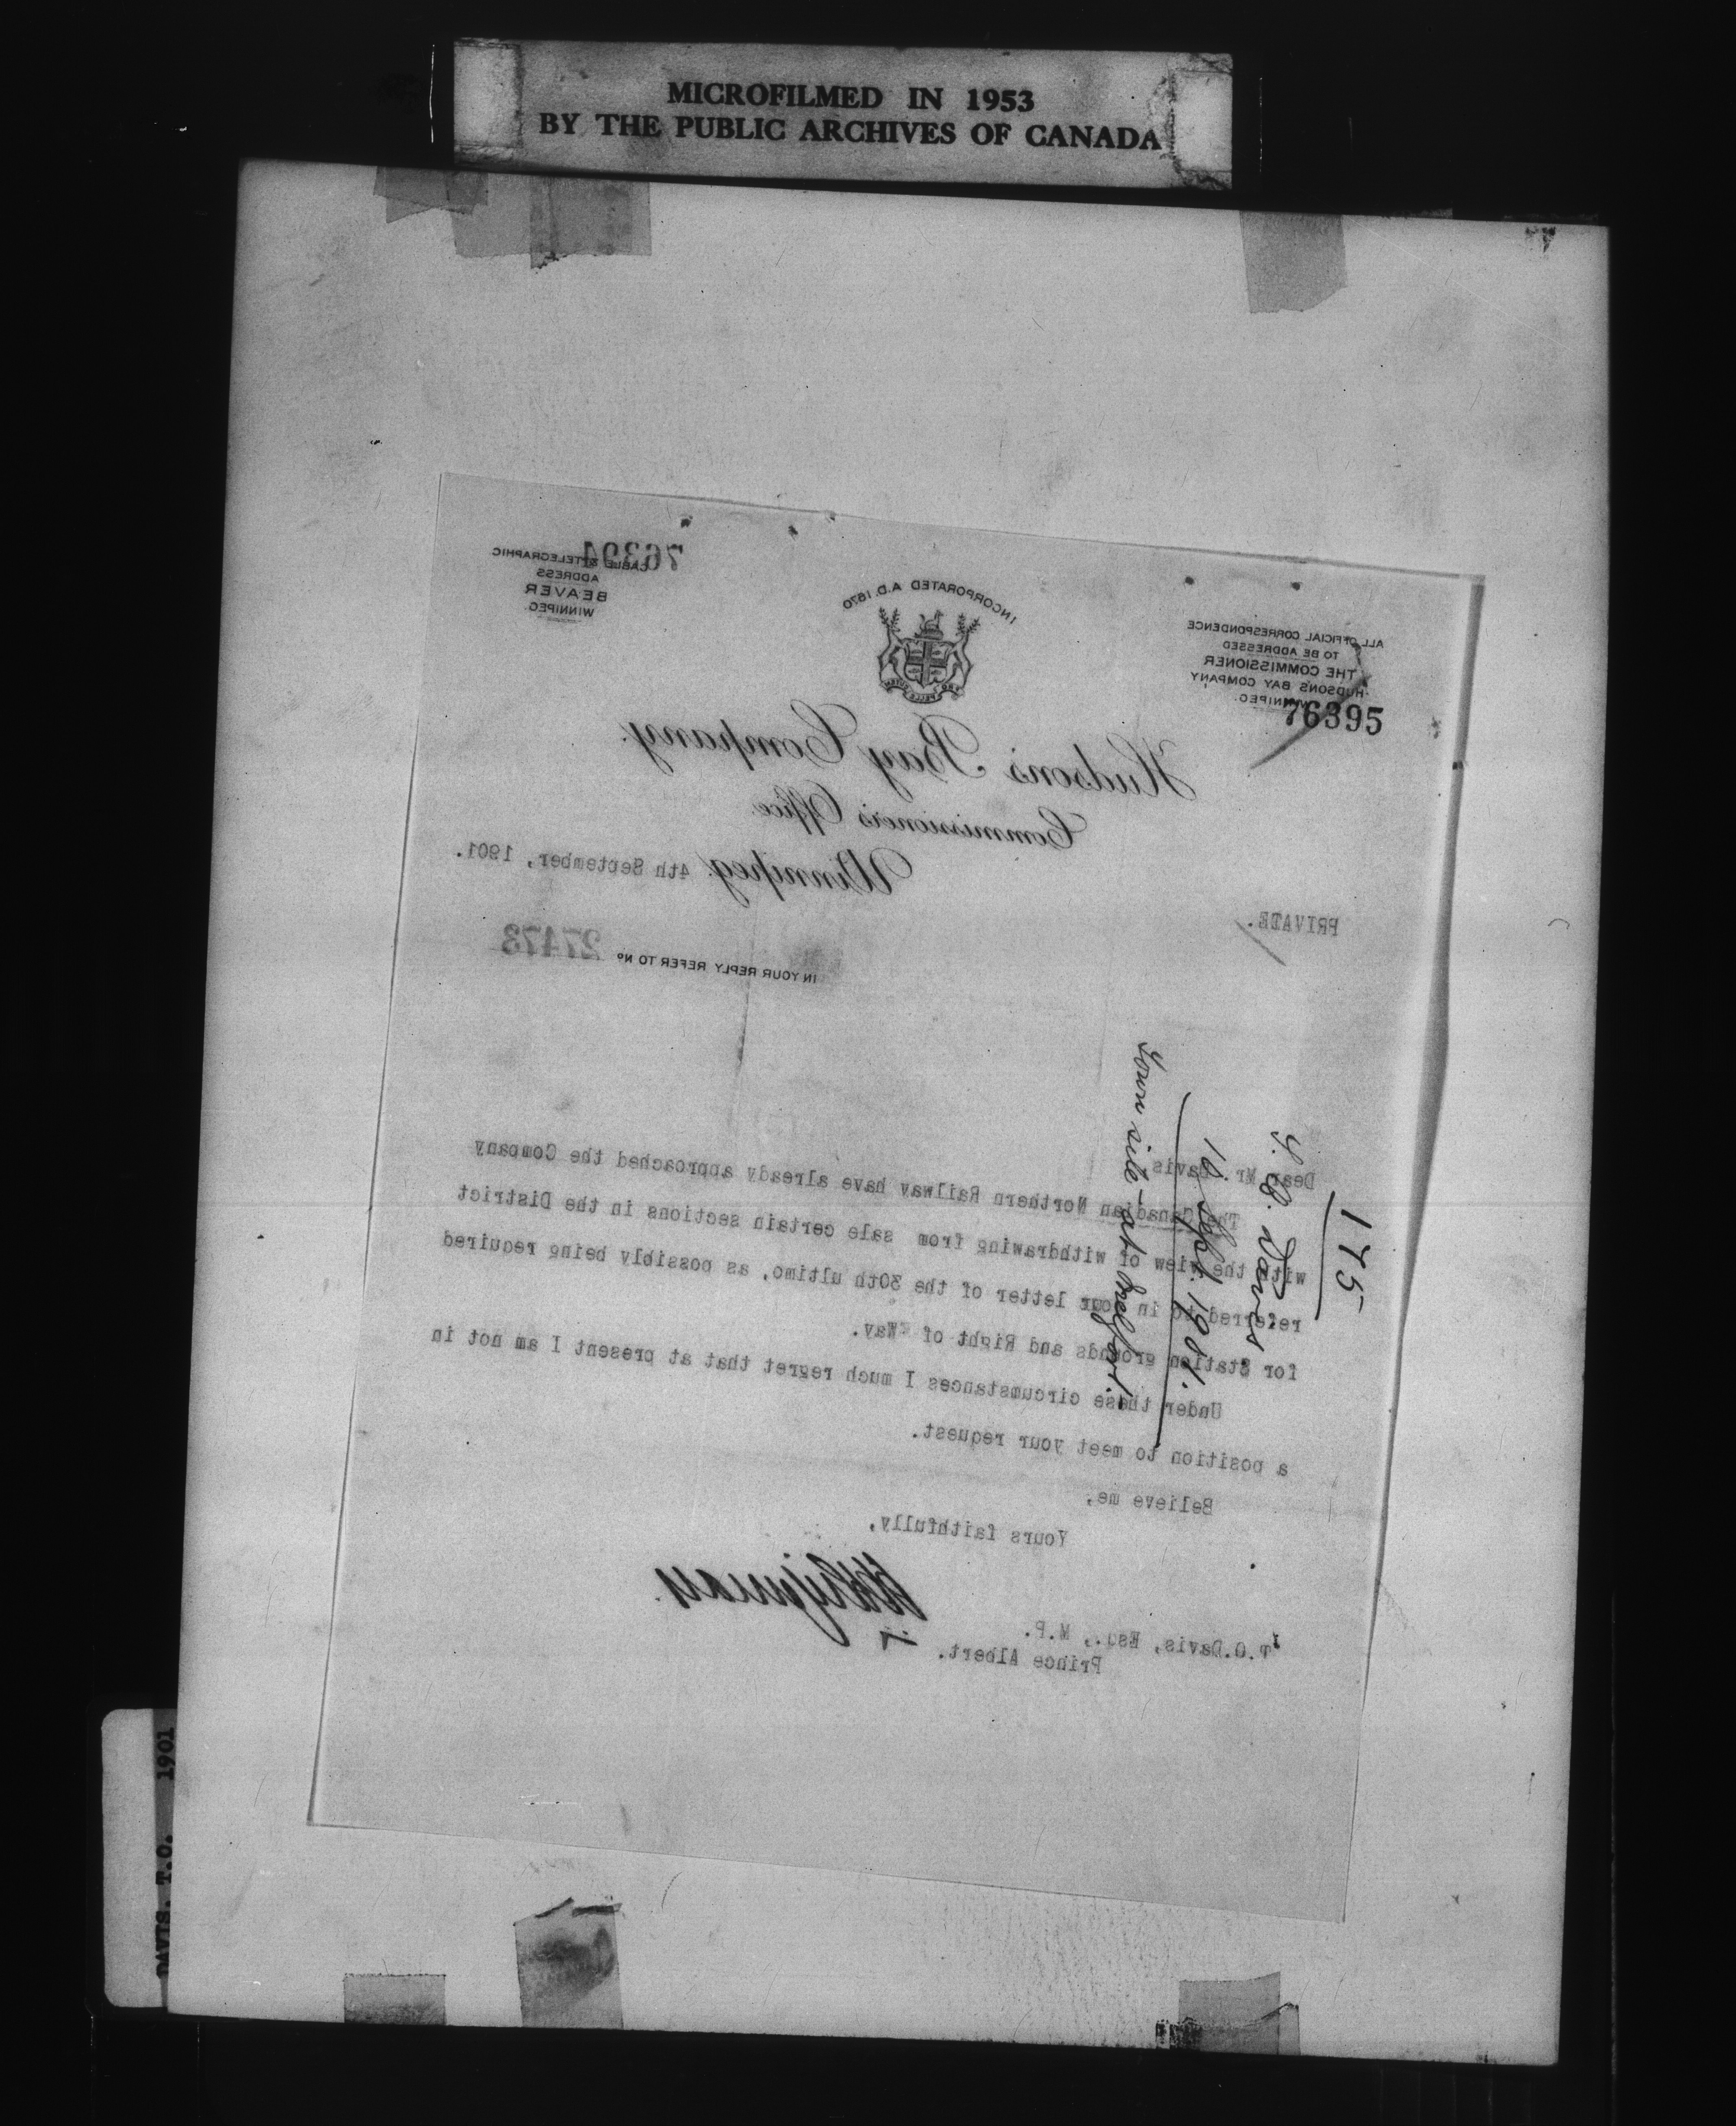 MICROFILMED IN 1953
BY THE PUBLIC ARCHIVES OF CANADA
76394
CABLE & TELEGRAPHIC
ADDRESS
BEAVER
WINNIPEG
INCORPORATED A.D. 1670
ALL OFFICIAL CORRESPONDENCE
TO BE ADDRESSED
THE COMMISSIONER
HUDSONS BAY COMPANY
WINNIPEG.
76395
Hudson's Bay Company.
Commissioner's Office
Winnipeg. 4th September, 1901.
PRIVATE.
IN YOUR REPLY REFER TO Nº 27473
Dear Mr. Davis
The Canadian Northern Railway have already approached the Company
with the view of withdrawing from sale certain sections in the District
referred to in your letter of the 30th ultimo, as possibly being required
for Station grounds and Right of Way.
Under these circumstances I much regret that at present I am not in
a position to meet your request.
Believe me,
Yours faithfully,
T.O.Davis, Esq., M.P.
Prince Albert.
175
Davis
Sept. 1901.
Town site at
DAVIS, T.O. 1901